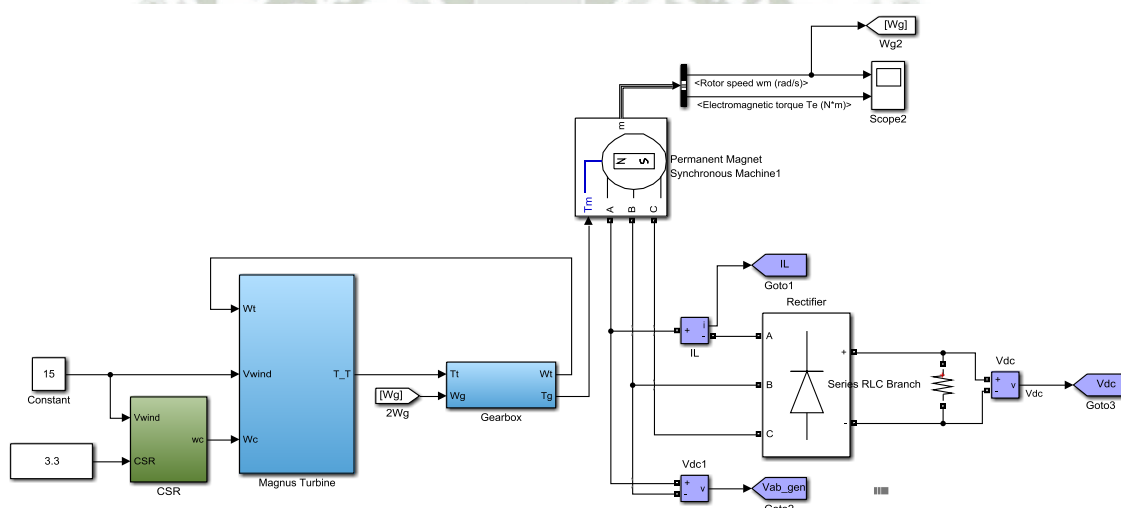 [Wg]
Wg2
<Rotor speed wm (rad/s)>
<Electromagnetic torque Te (N*m)>
Scope2
m
N S
Permanent Magnet
Synchronous Machine1
Tm
A
B
C
IL
Goto1
Rectifier
Wt
i
+
-
IL
A
+
Vdc
15
Constant
Vwind
T_T
Tt
Wt
[Wg]
2Wg
Wg
Tg
Gearbox
B
Series RLC Branch
+
-
v
Vdc
Vdc
Goto3
Vwind
wc
CSR
3.3
CSR
Wc
Magnus Turbine
C
-
Vdc1
+
-
v
Vab_gen
Goto2